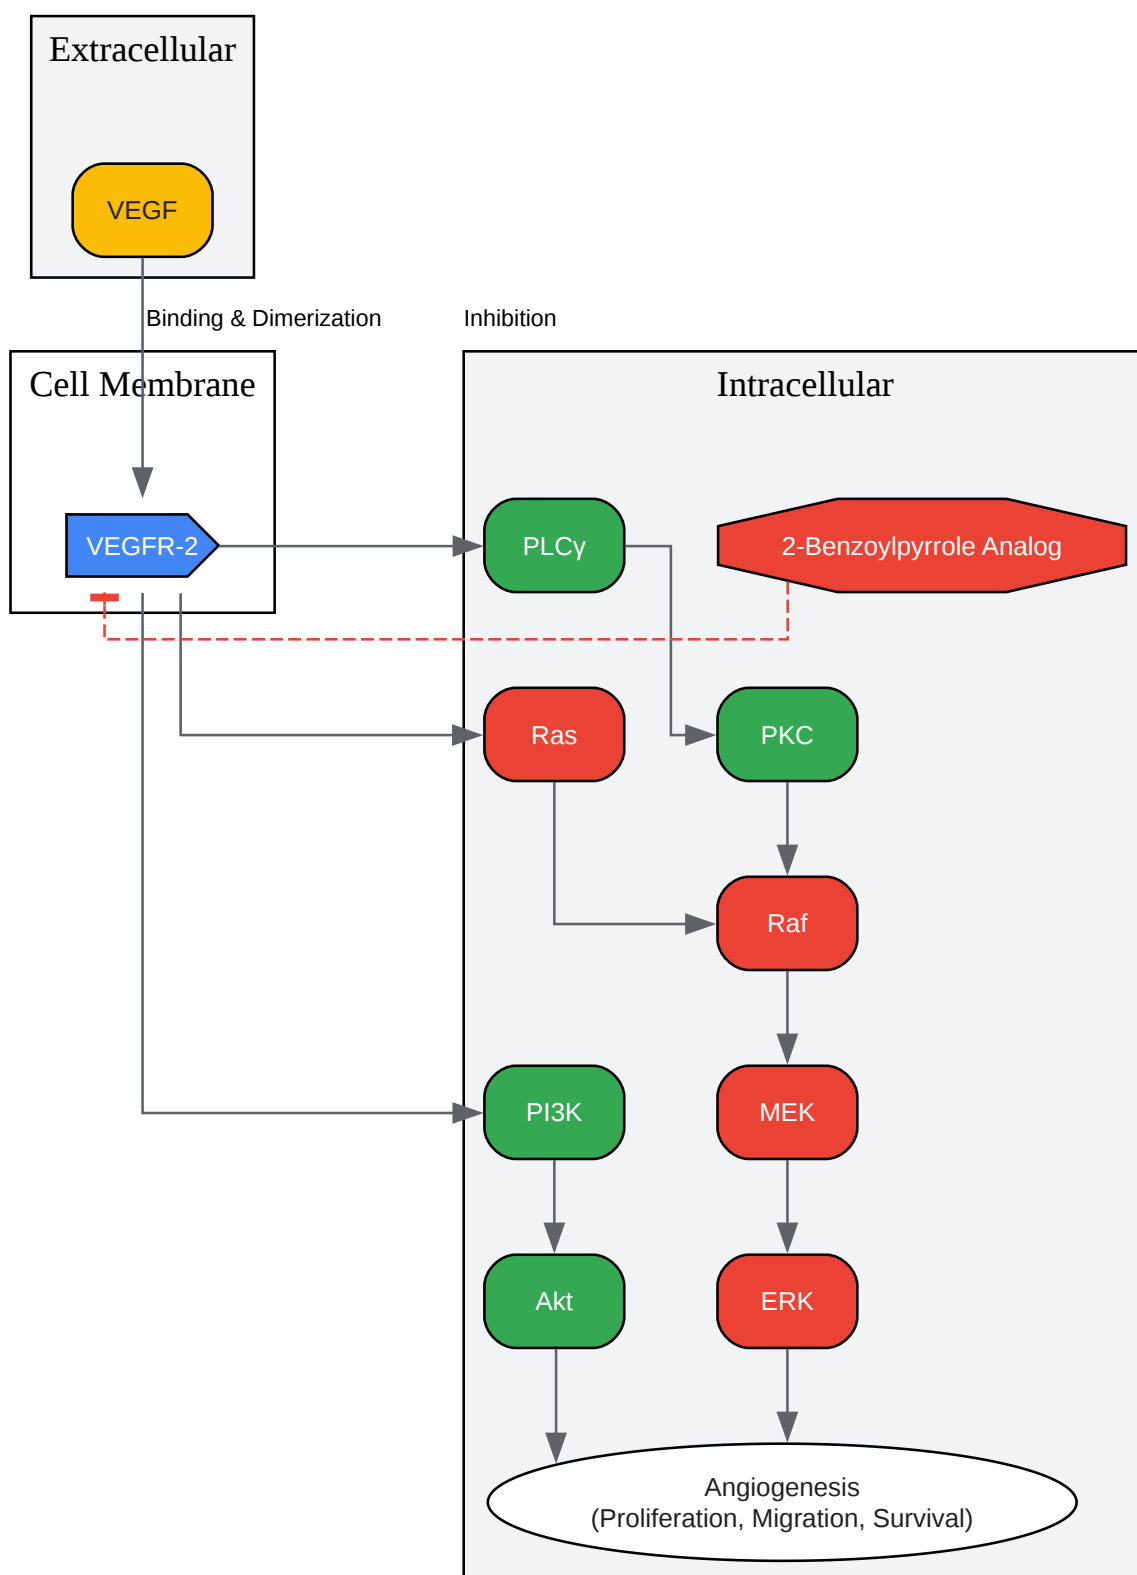 Extracellular
VEGF
Binding & Dimerization
Inhibition
Cell Membrane
Intracellular
VEGFR-2
PLCγ
2-Benzoylpyrrole Analog
Ras
PKC
Raf
PI3K
MEK
Akt
ERK
Angiogenesis
(Proliferation, Migration, Survival)